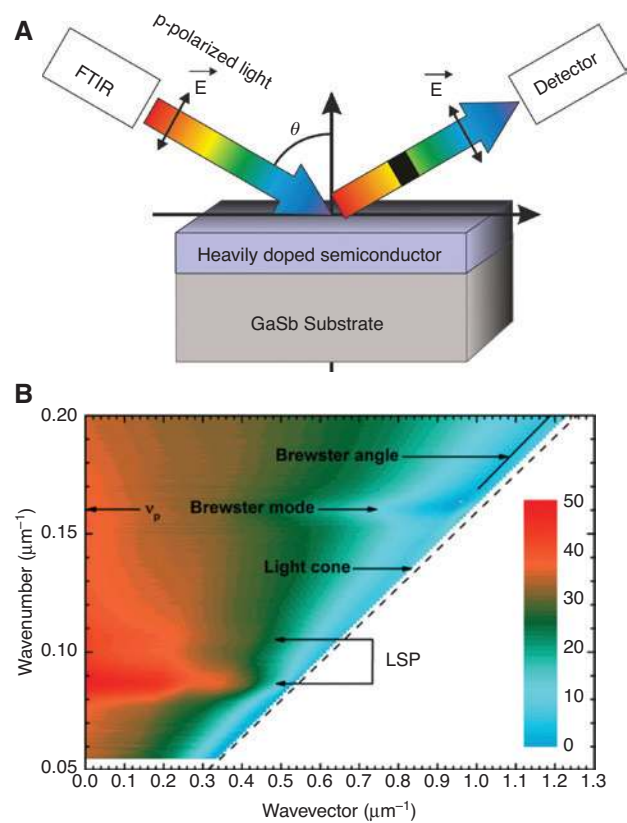 A
p-polarized light
FTIR
E
θ
E
Detector
Heavily doped semiconductor
GaSb Substrate
B
0.20
0.15
0.10
0.05
Wavenumber (μm⁻¹)
Brewster angle
νp
Brewster mode
Light cone
LSP
50
40
30
20
10
0
0.0 0.1 0.2 0.3 0.4 0.5 0.6 0.7 0.8 0.9 1.0 1.1 1.2 1.3
Wavevector (μm⁻¹)